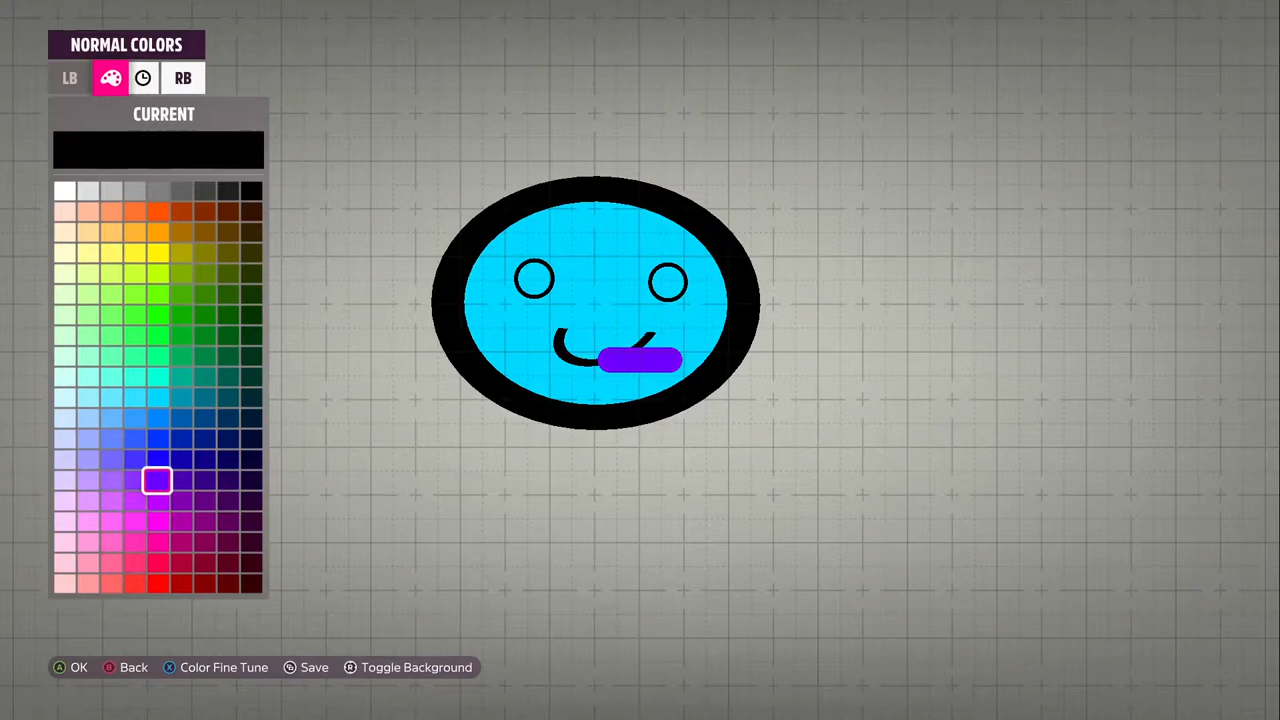 NORMAL COLORS
LB RB
CURRENT
A OK B Back X Color Fine Tune Save R Toggle Background